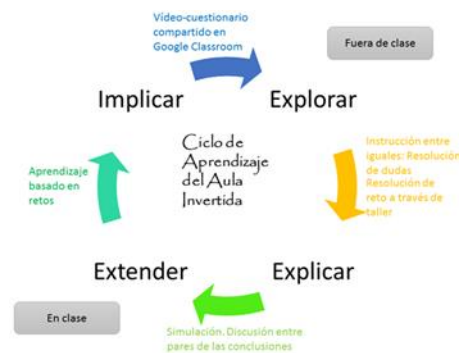 Vídeo-cuestionario
compartido en
Google Classroom
Fuera de clase
Implicar
Explorar
Ciclo de
Aprendizaje
del Aula
Invertida
Aprendizaje
basado en
retos
Instrucción entre
iguales: Resolución
de dudas
Resolución de
reto a través de
taller
Extender
Explicar
En clase
Simulación. Discusión entre
pares de las conclusiones